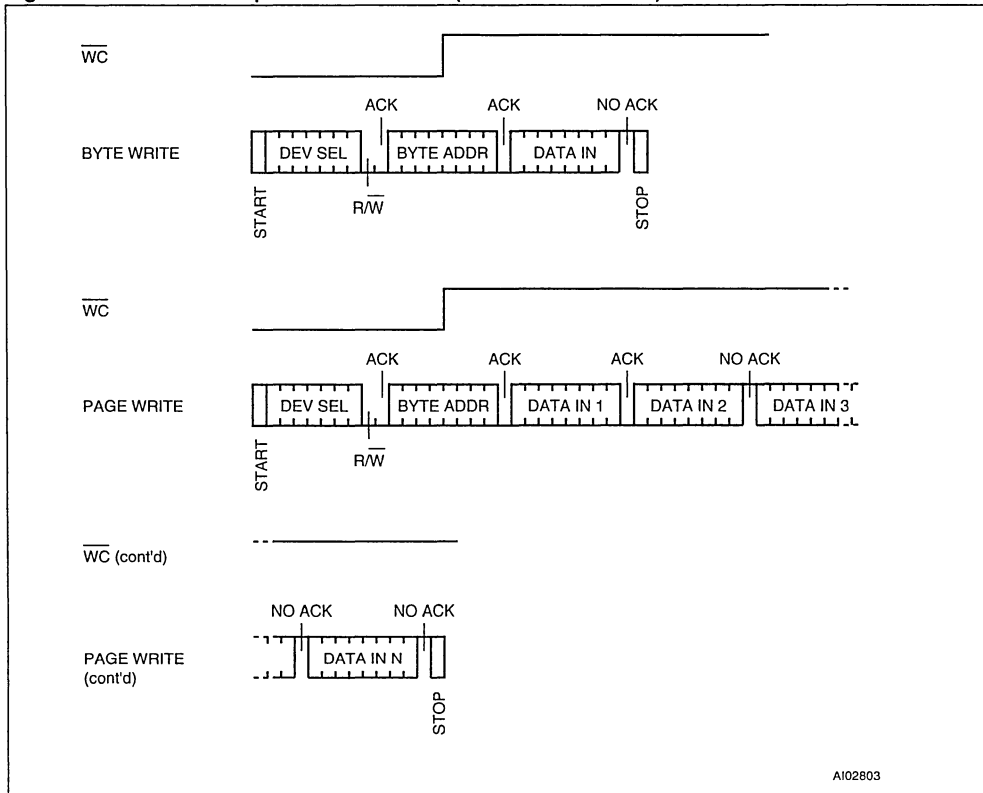 WC
ACK ACK NO ACK
BYTE WRITE DEV SEL BYTE ADDR DATA IN
R/W
START
STOP
WC
ACK ACK ACK NO ACK
PAGE WRITE DEV SEL BYTE ADDR DATA IN 1 DATA IN 2 DATA IN 3
R/W
START
WC (cont'd)
NO ACK NO ACK
PAGE WRITE DATA IN N
(cont'd)
STOP
AI02803